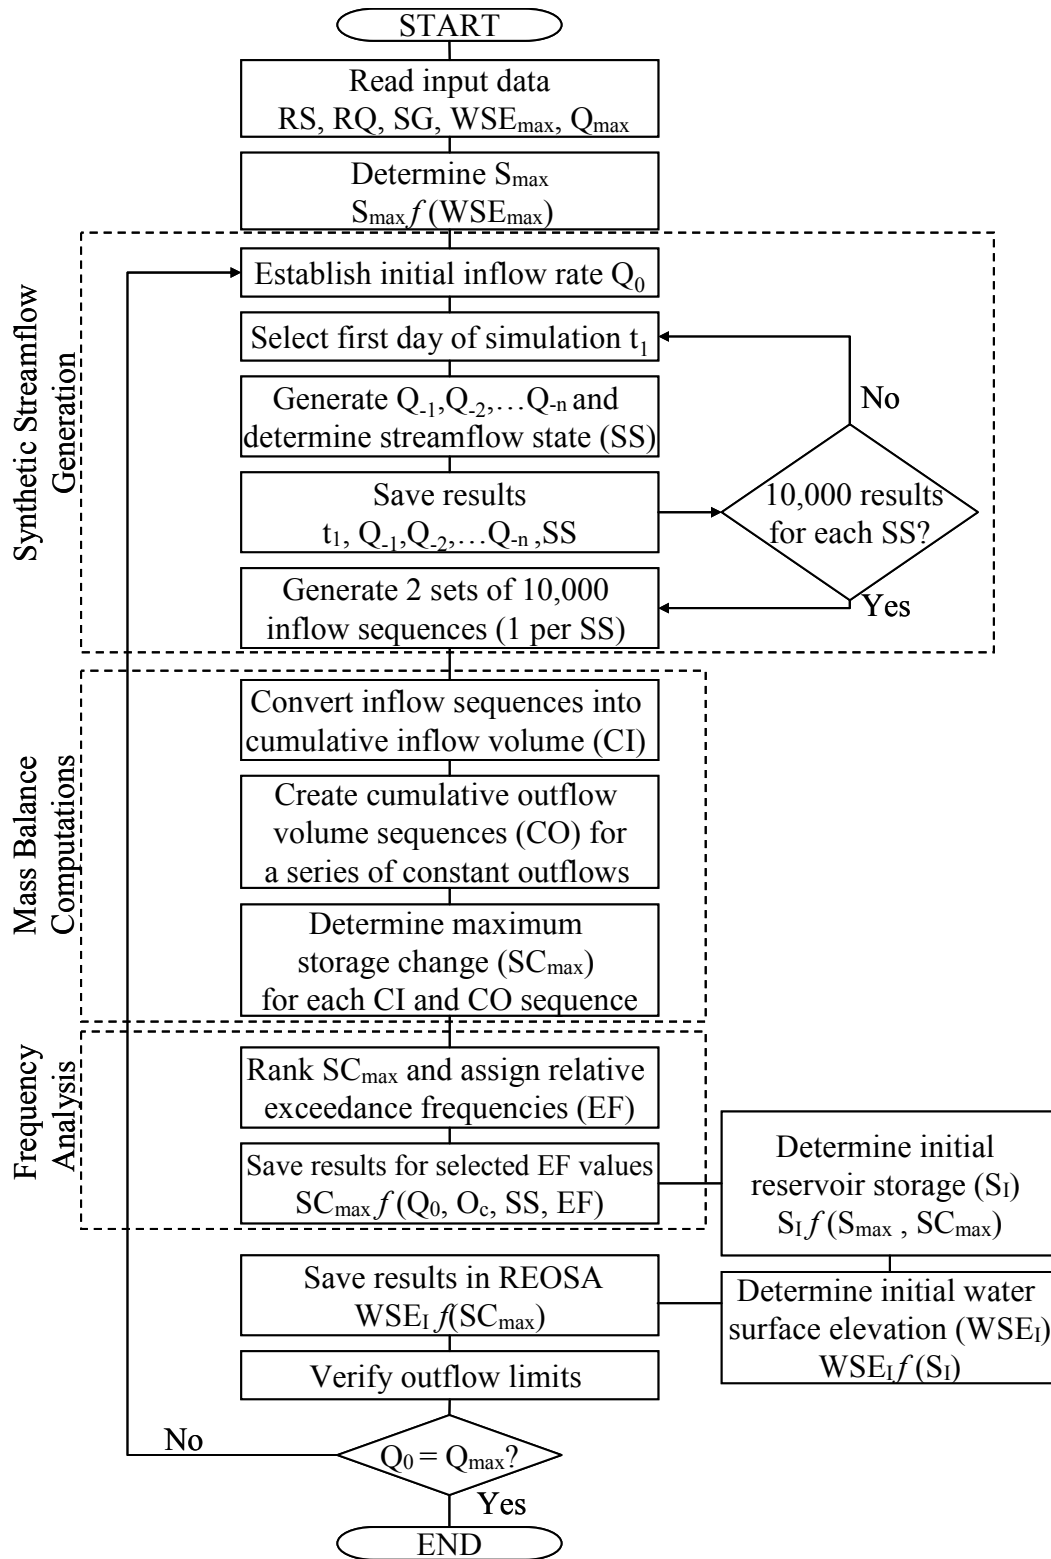 START
Read input data
RS, RQ, SG, WSEmax, Qmax
Determine Smax
Smax f (WSEmax)
Synthetic Streamflow
Generation
Establish initial inflow rate Q0
Select first day of simulation t1
Generate Q-1,Q-2,…Q-n and
determine streamflow state (SS)
Save results
t1, Q-1,Q-2,…Q-n ,SS
No
10,000 results
for each SS?
Yes
Generate 2 sets of 10,000
inflow sequences (1 per SS)
Mass Balance
Computations
Convert inflow sequences into
cumulative inflow volume (CI)
Create cumulative outflow
volume sequences (CO) for
a series of constant outflows
Determine maximum
storage change (SCmax)
for each CI and CO sequence
Frequency
Analysis
Rank SCmax and assign relative
exceedance frequencies (EF)
Save results for selected EF values
SCmax f (Q0, Oc, SS, EF)
Determine initial
reservoir storage (SI)
SI f (Smax , SCmax)
Determine initial water
surface elevation (WSEI)
WSEI f (SI)
Save results in REOSA
WSEI f(SCmax)
Verify outflow limits
No
Q0 = Qmax?
Yes
END